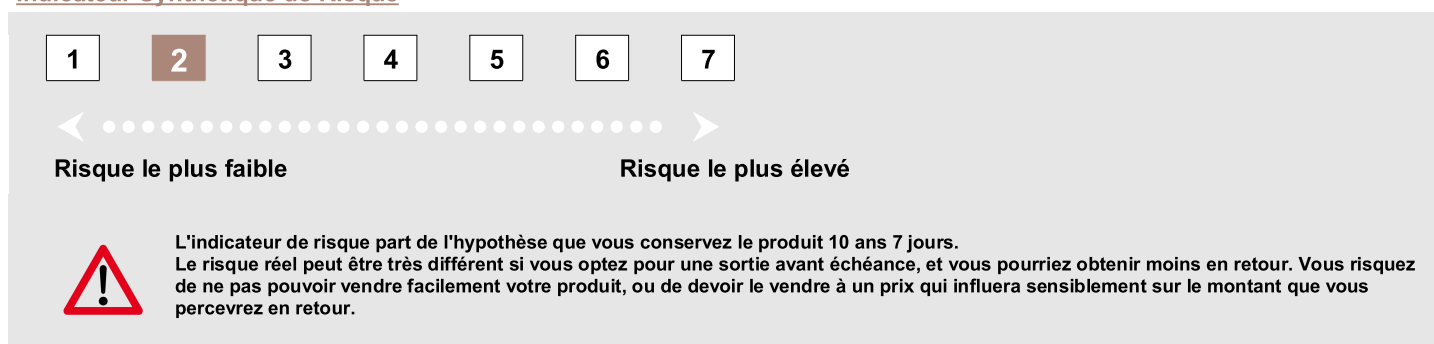 Indicateur Synthétique de Risque
1 2 3 4 5 6 7
Risque le plus faible Risque le plus élevé
L'indicateur de risque part de l'hypothèse que vous conservez le produit 10 ans 7 jours.
Le risque réel peut être très différent si vous optez pour une sortie avant échéance, et vous pourriez obtenir moins en retour. Vous risquez
de ne pas pouvoir vendre facilement votre produit, ou de devoir le vendre à un prix qui influera sensiblement sur le montant que vous
percevrez en retour.